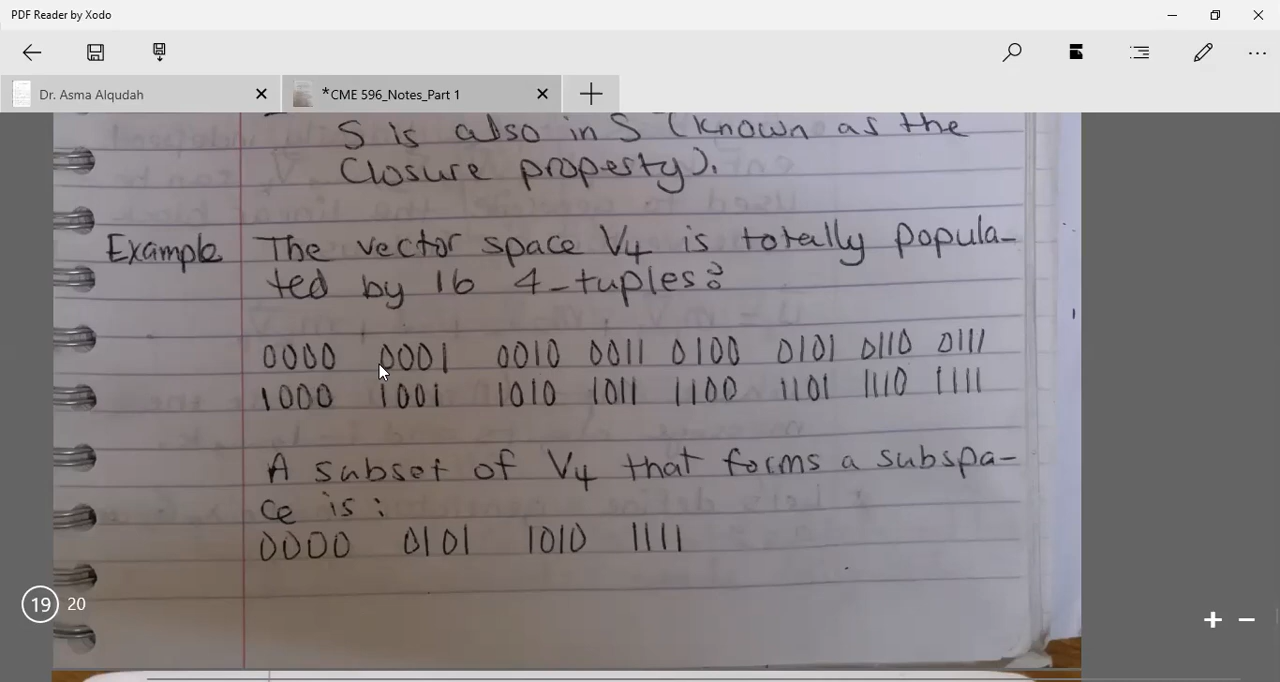 PDF Reader by Xodo
Dr. Asma Alqudah
*CME 596_Notes_Part 1
S is also in S (known as the
Closure property).
Example The vector space V4 is totally popula-
ted by 16 4-tuples?
0000 0001 0010 0011 0100 0101 0110 0111
1000 1001 1010 1011 1100 1101 1110 1111
A subset of V4 that forms a subspa-
ce is:
0000 0101 1010 1111
19 20